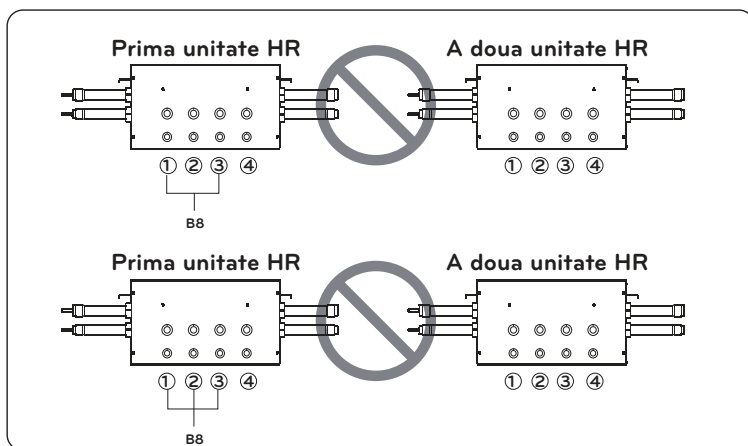 Prima unitate HR A doua unitate HR
① ② ③ ④ ① ② ③ ④
B8
Prima unitate HR A doua unitate HR
① ② ③ ④ ① ② ③ ④
B8